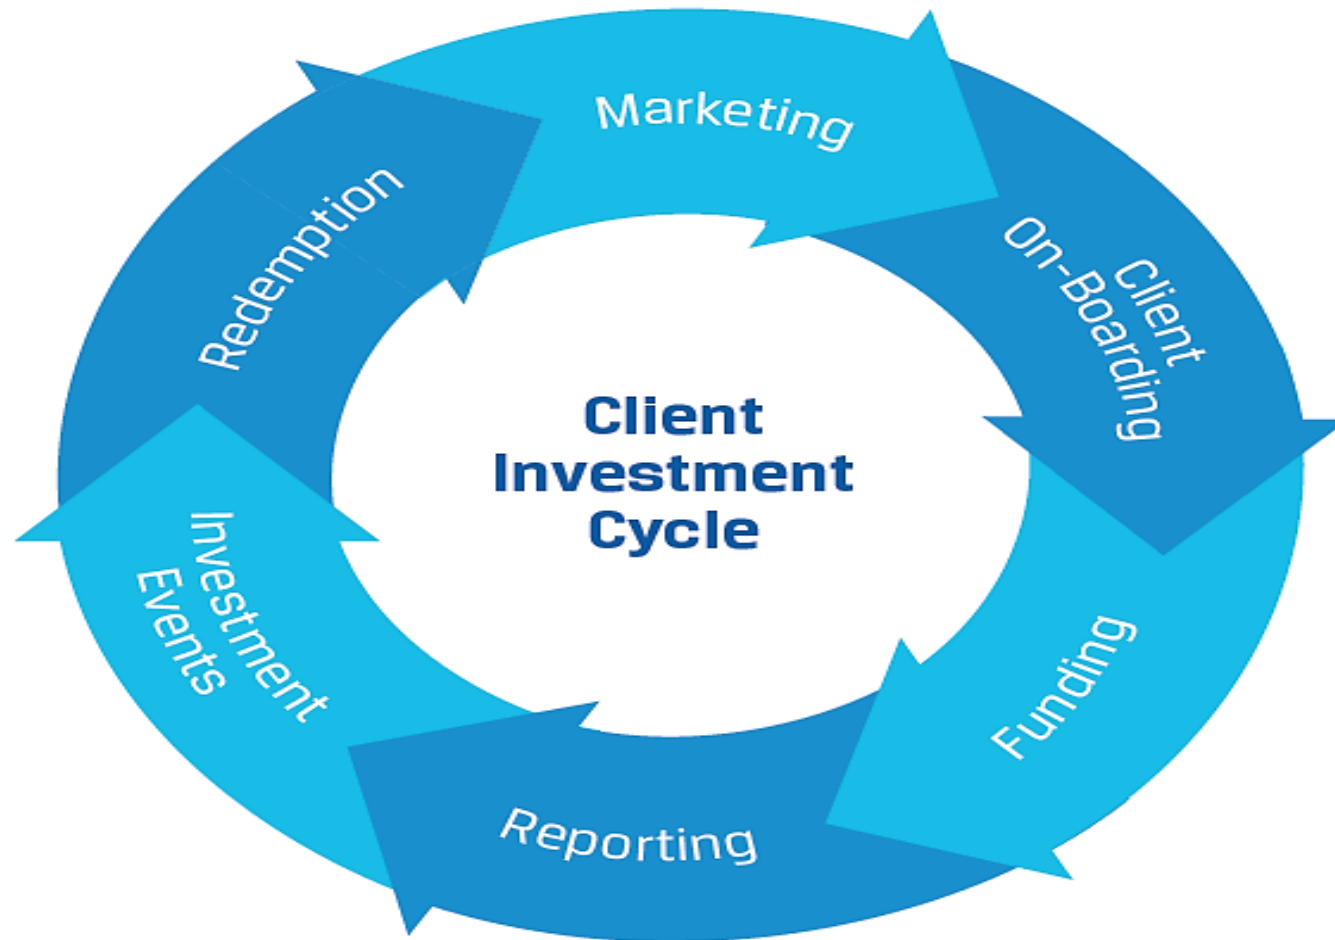 Marketing
Client
On-Boarding
Funding
Reporting
Investment
Events
Redemption
Client
Investment
Cycle